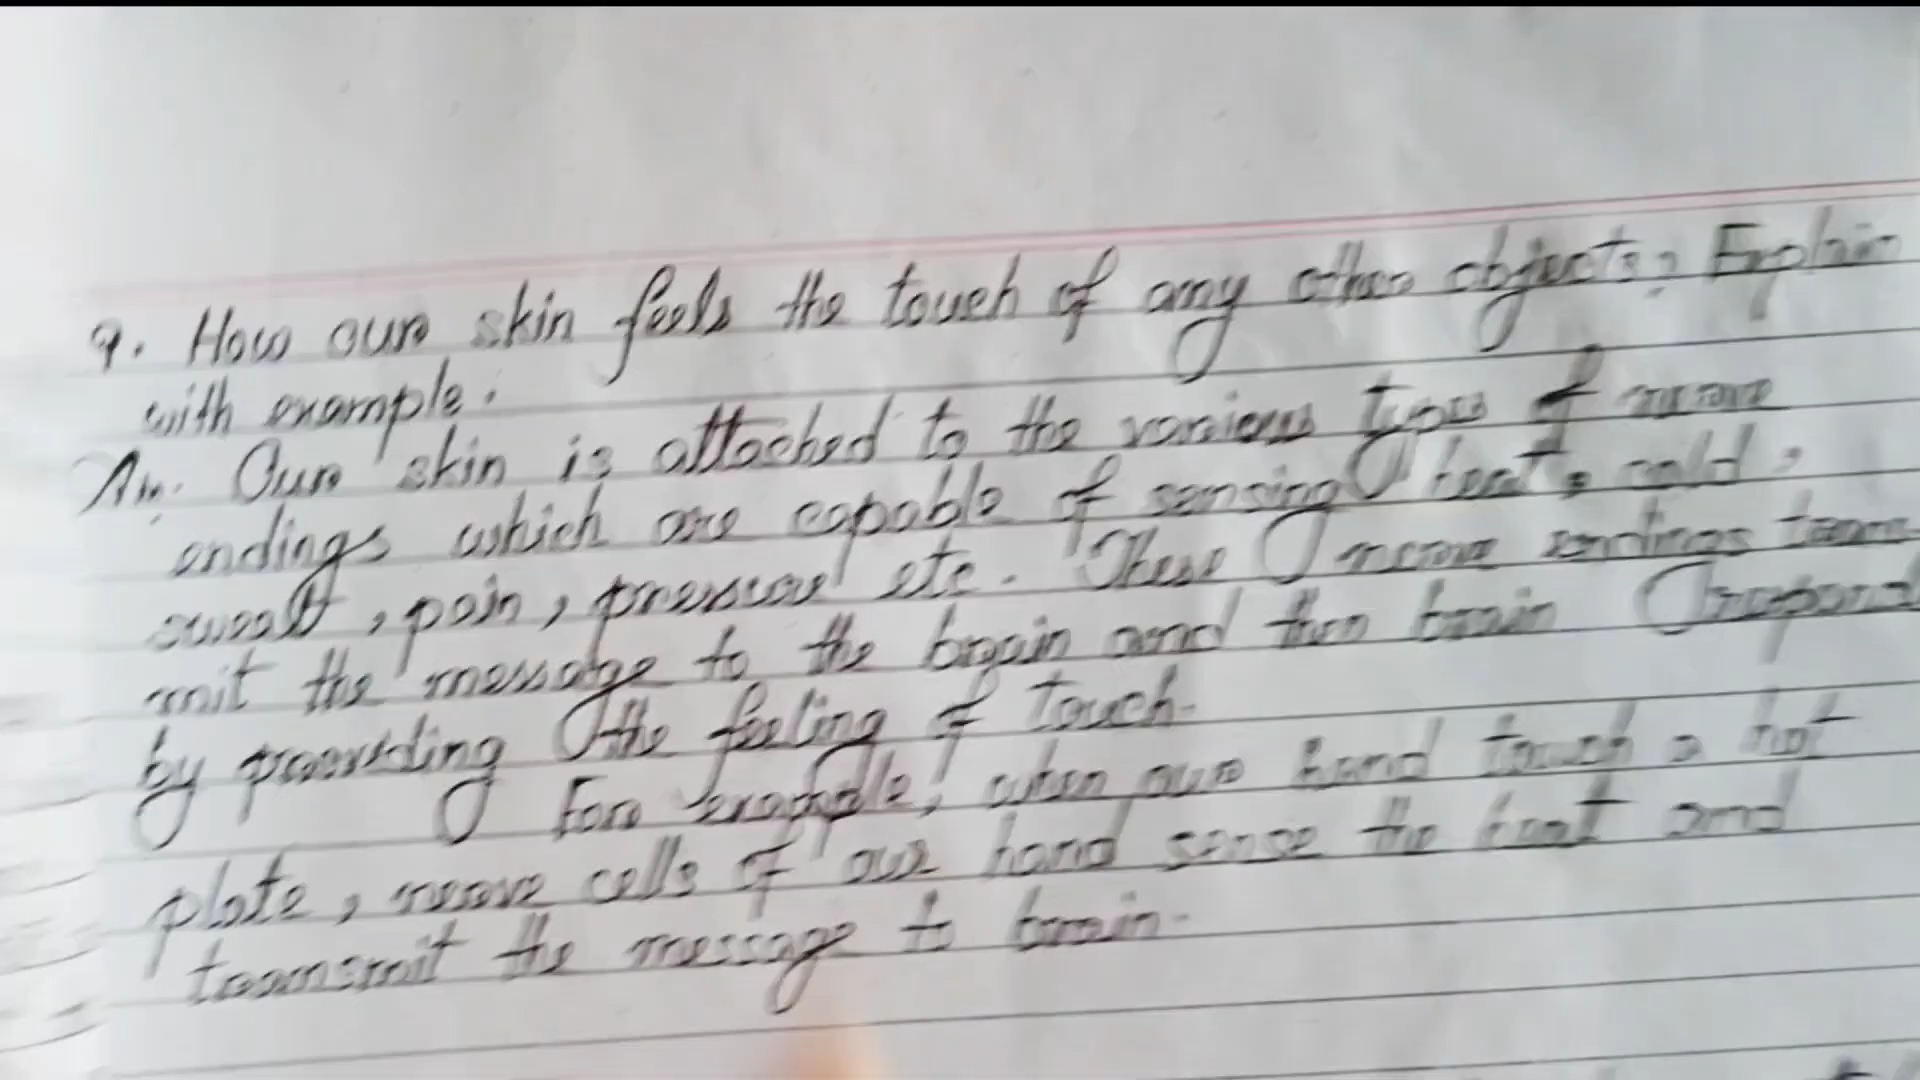 9. How our skin feels the touch of any other objects? Explain
with example.
An. Our skin is attached to the various types of nerve
endings which are capable of sensing heat, cold,
sweat, pain, pressure etc. These nerve endings trans-
mit the message to the brain and then brain respond
by providing the feeling of touch.
For example, when our hand touch a hot
plate, nerve cells of our hand sense the heat and
transmit the message to brain.